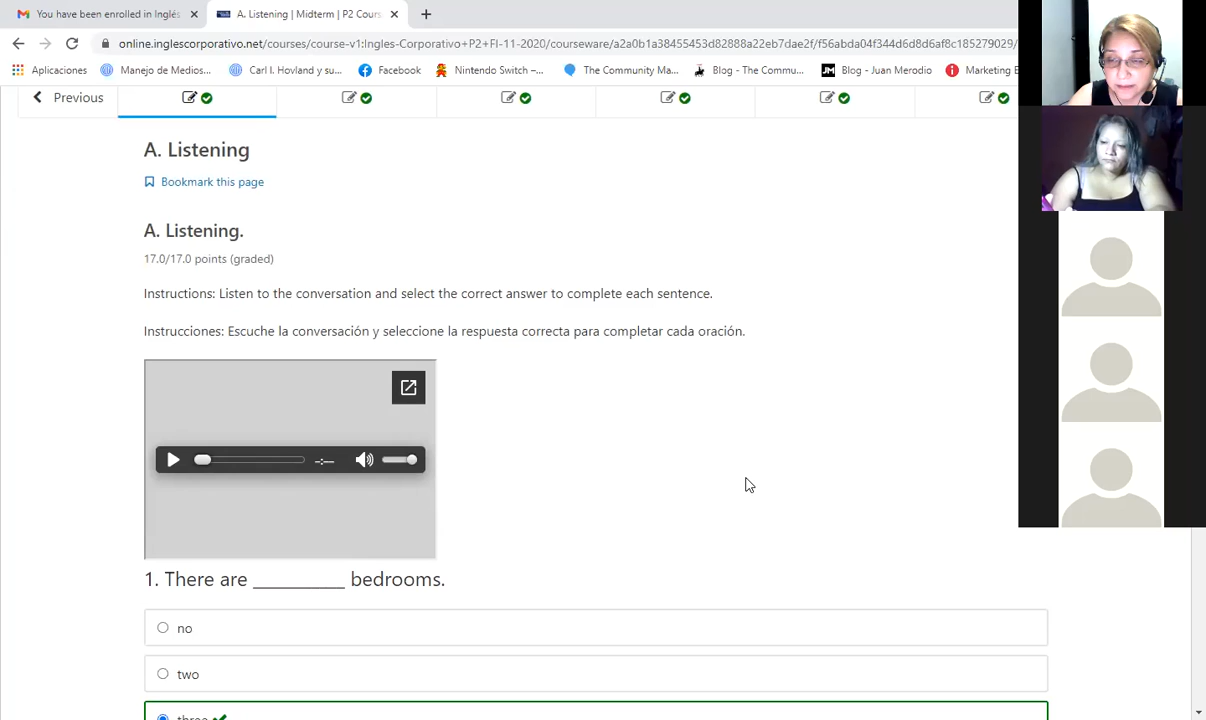 You have been enrolled in Inglés
A. Listening | Midterm | P2 Cours
online.inglescorporativo.net/courses/course-v1:Ingles-Corporativo+P2+FI-11-2020/courseware/a2a0b1a38455453d82888a22eb7dae2f/f56abda04f344d6d8d6af8c185279029/
Aplicaciones
Manejo de Medios...
Carl I. Hovland y su...
Facebook
Nintendo Switch –...
The Community Ma...
Blog - The Commu...
JM
Blog - Juan Merodio
Marketing E
Previous
A. Listening
Bookmark this page
A. Listening.
17.0/17.0 points (graded)
Instructions: Listen to the conversation and select the correct answer to complete each sentence.
Instrucciones: Escuche la conversación y seleccione la respuesta correcta para completar cada oración.
-:--
1. There are __________ bedrooms.
no
two
three